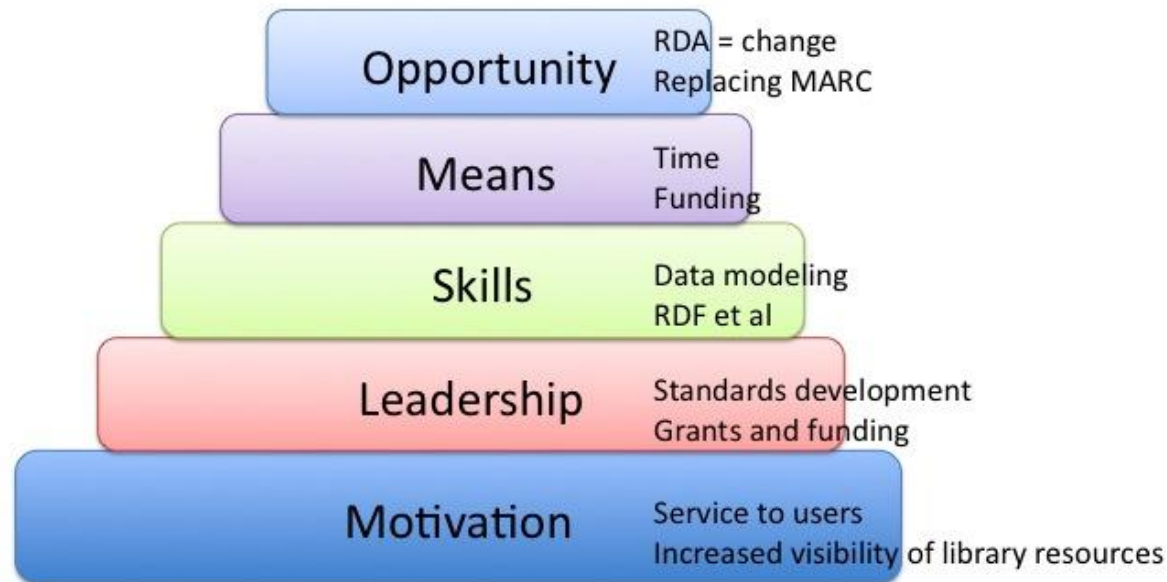 Opportunity
RDA = change
Replacing MARC
Means
Time
Funding
Skills
Data modeling
RDF et al
Leadership
Standards development
Grants and funding
Motivation
Service to users
Increased visibility of library resources